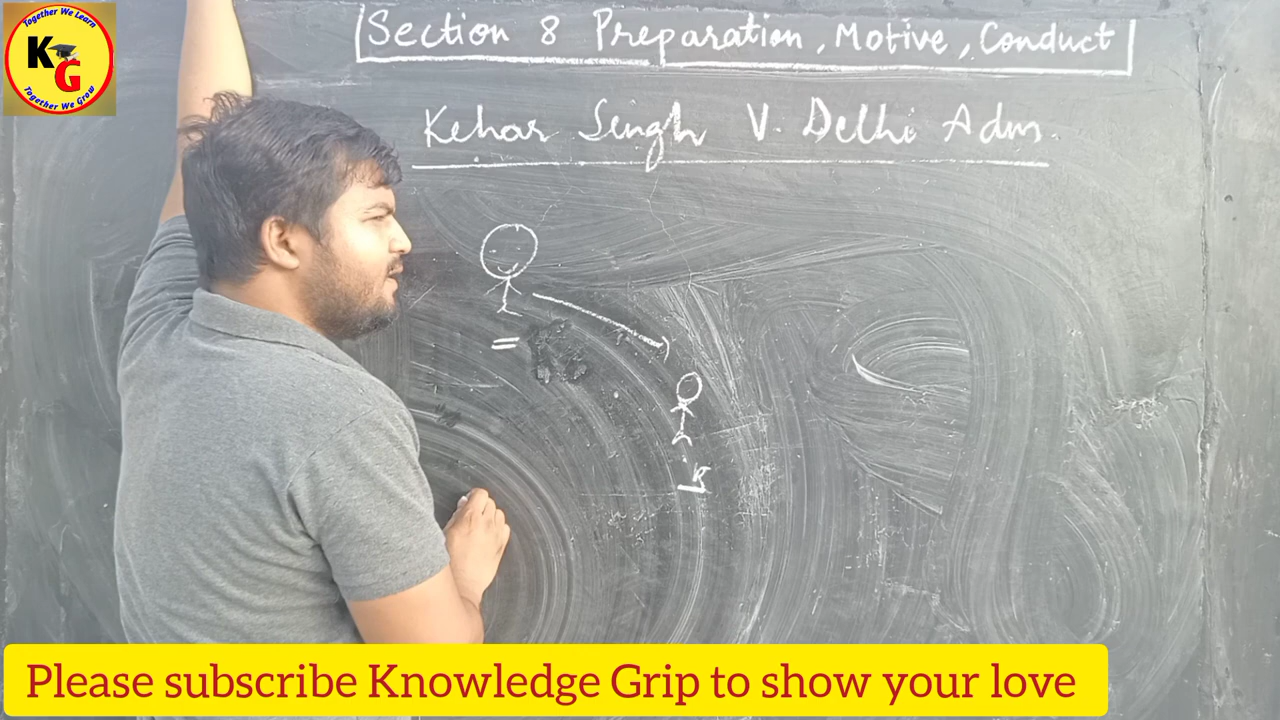 Together We Learn
KG
Together We Grow
Section 8 Preparation, Motive, Conduct
Kehar Singh V. Delhi Adm.
Please subscribe Knowledge Grip to show your love